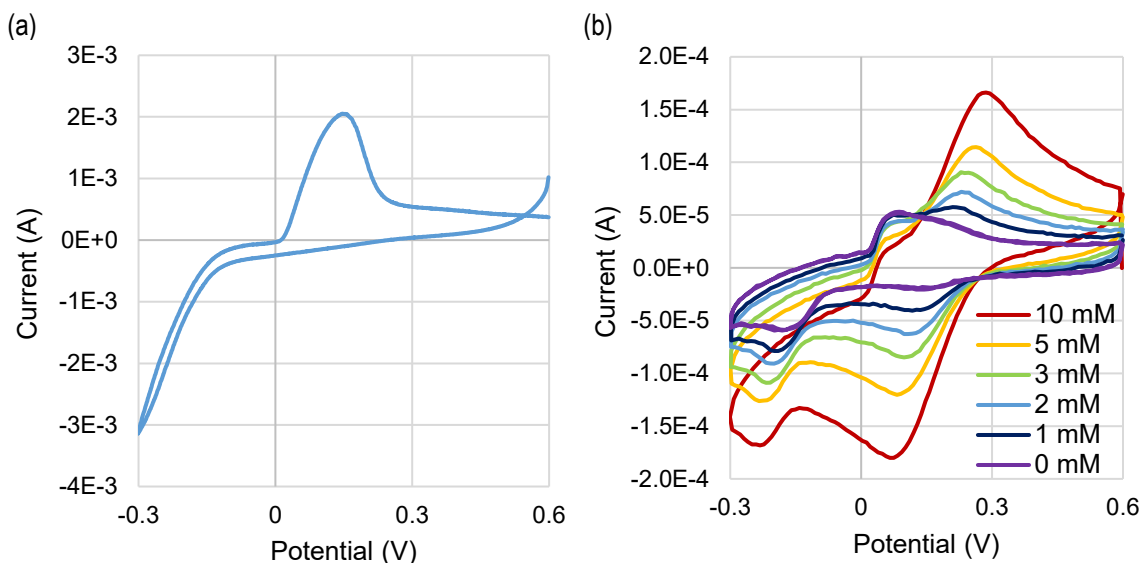 (a)
3E-3
2E-3
1E-3
0E+0
-1E-3
-2E-3
-3E-3
-4E-3
Current (A)
-0.3
0
0.3
0.6
Potential (V)
(b)
2.0E-4
1.5E-4
1.0E-4
5.0E-5
0.0E+0
-5.0E-5
-1.0E-4
-1.5E-4
-2.0E-4
Current (A)
10 mM
5 mM
3 mM
2 mM
1 mM
0 mM
-0.3
0
0.3
0.6
Potential (V)